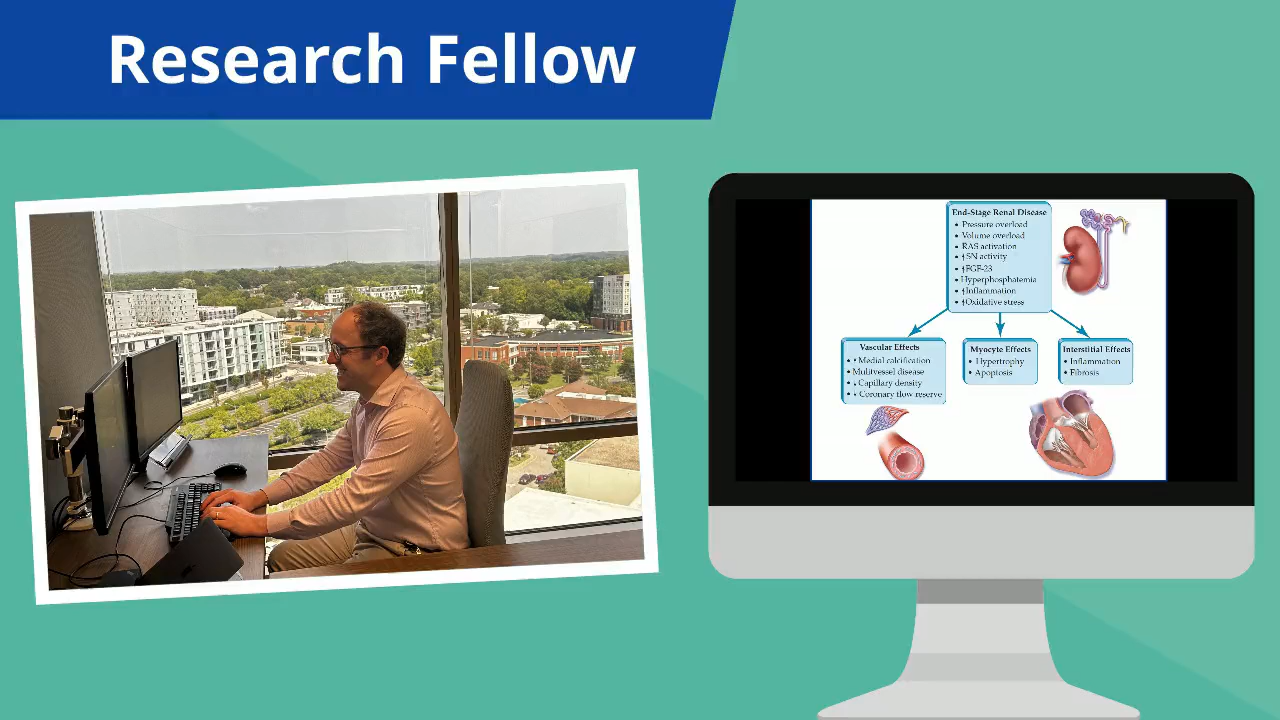 Research Fellow
End-Stage Renal Disease
• Pressure overload
• Volume overload
• RAS activation
• ↑SN activity
• ↑FGF-23
• Hyperphosphatemia
• ↑Inflammation
• ↑Oxidative stress
Vascular Effects
• Medial calcification
• Multivessel disease
• Capillary density
• Coronary flow reserve
Myocyte Effects
• Hypertrophy
• Apoptosis
Interstitial Effects
• Inflammation
• Fibrosis